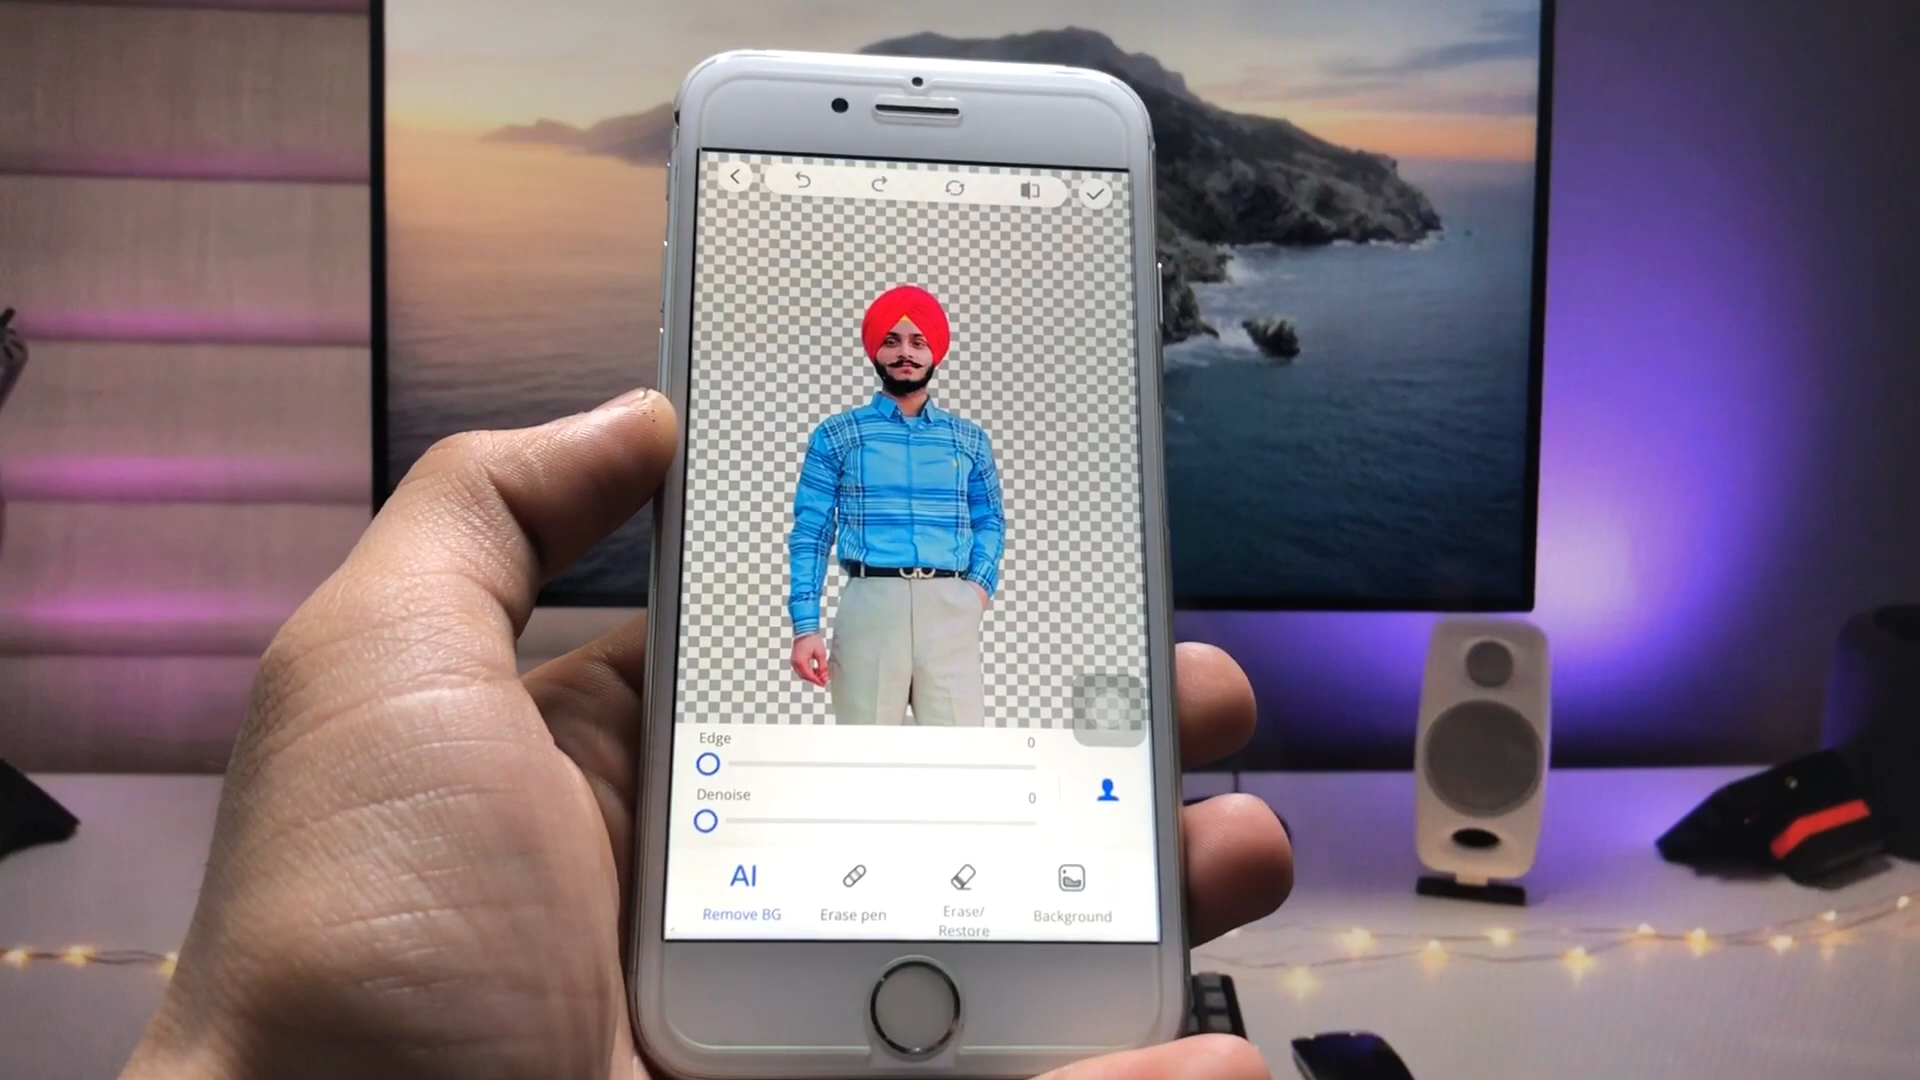 Edge 0
Denoise 0
AI
Remove BG Erase pen Erase/ Background
Restore